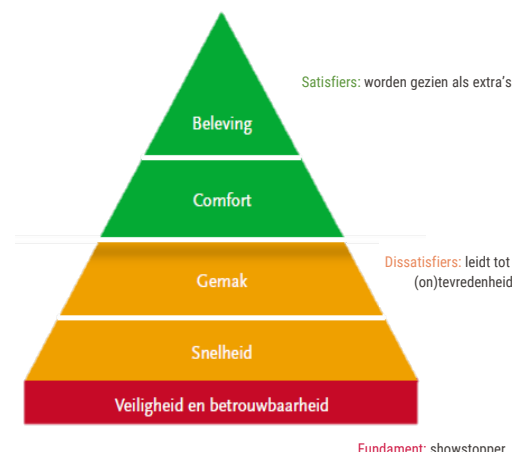 Satisfiers: worden gezien als extra's
Beleving
Comfort
Dissatisfiers: leidt tot
(on)tevredenheid
Gemak
Snelheid
Veiligheid en betrouwbaarheid
Fundament: showstopper